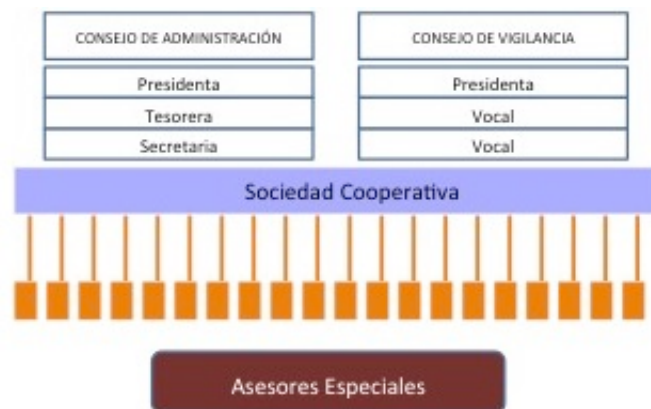 CONSEJO DE ADMINISTRACIÓN
Presidenta
Tesorera
Secretaria
CONSEJO DE VIGILANCIA
Presidenta
Vocal
Vocal
Sociedad Cooperativa
Asesores Especiales